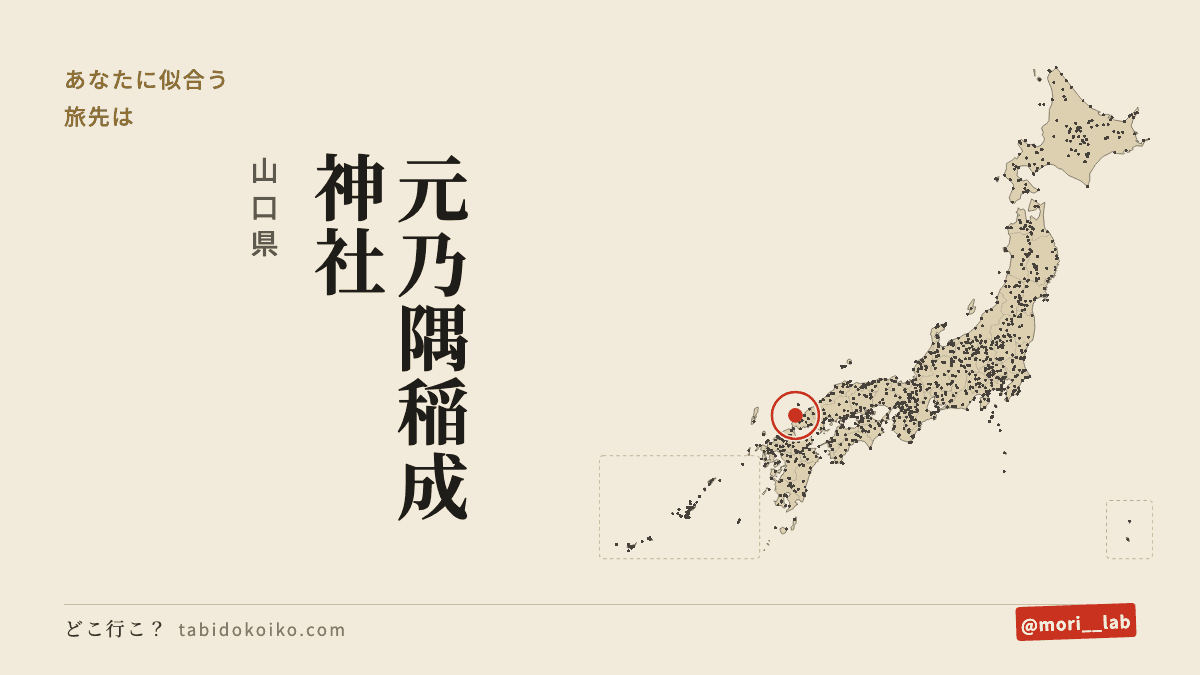 あなたに似合う
旅先は
元乃隅稲成
神社
山口県
どこ行こ？ tabidokoiko.com
@mori__lab